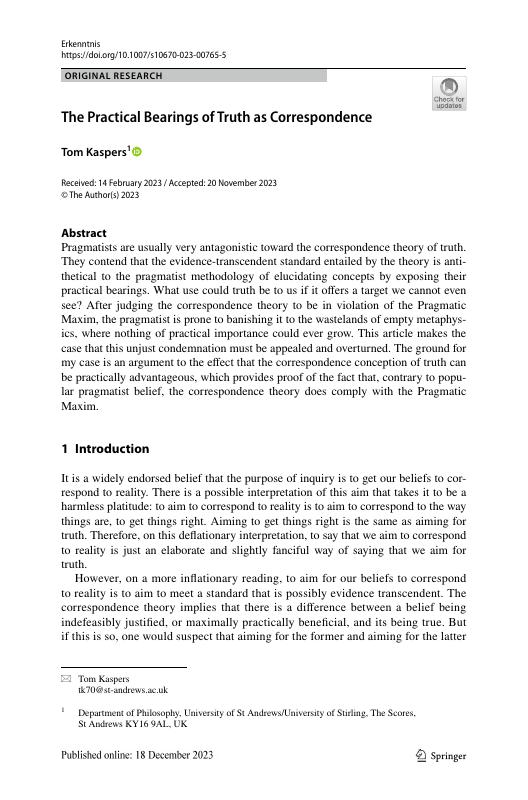 Erkenntnis
https://doi.org/10.1007/s10670-023-00765-5
ORIGINAL RESEARCH
Check for
updates
The Practical Bearings of Truth as Correspondence
Tom Kaspers1 iD
Received: 14 February 2023 / Accepted: 20 November 2023
© The Author(s) 2023
Abstract
Pragmatists are usually very antagonistic toward the correspondence theory of truth.
They contend that the evidence-transcendent standard entailed by the theory is anti-
thetical to the pragmatist methodology of elucidating concepts by exposing their
practical bearings. What use could truth be to us if it offers a target we cannot even
see? After judging the correspondence theory to be in violation of the Pragmatic
Maxim, the pragmatist is prone to banishing it to the wastelands of empty metaphys-
ics, where nothing of practical importance could ever grow. This article makes the
case that this unjust condemnation must be appealed and overturned. The ground for
my case is an argument to the effect that the correspondence conception of truth can
be practically advantageous, which provides proof of the fact that, contrary to popu-
lar pragmatist belief, the correspondence theory does comply with the Pragmatic
Maxim.
1 Introduction
It is a widely endorsed belief that the purpose of inquiry is to get our beliefs to cor-
respond to reality. There is a possible interpretation of this aim that takes it to be a
harmless platitude: to aim to correspond to reality is to aim to correspond to the way
things are, to get things right. Aiming to get things right is the same as aiming for
truth. Therefore, on this deflationary interpretation, to say that we aim to correspond
to reality is just an elaborate and slightly fanciful way of saying that we aim for
truth.
However, on a more inflationary reading, to aim for our beliefs to correspond
to reality is to aim to meet a standard that is possibly evidence transcendent. The
correspondence theory implies that there is a difference between a belief being
indefeasibly justified, or maximally practically beneficial, and its being true. But
if this is so, one would suspect that aiming for the former and aiming for the latter
Tom Kaspers
tk70@st-andrews.ac.uk
1 Department of Philosophy, University of St Andrews/University of Stirling, The Scores,
St Andrews KY16 9AL, UK
Published online: 18 December 2023
Springer